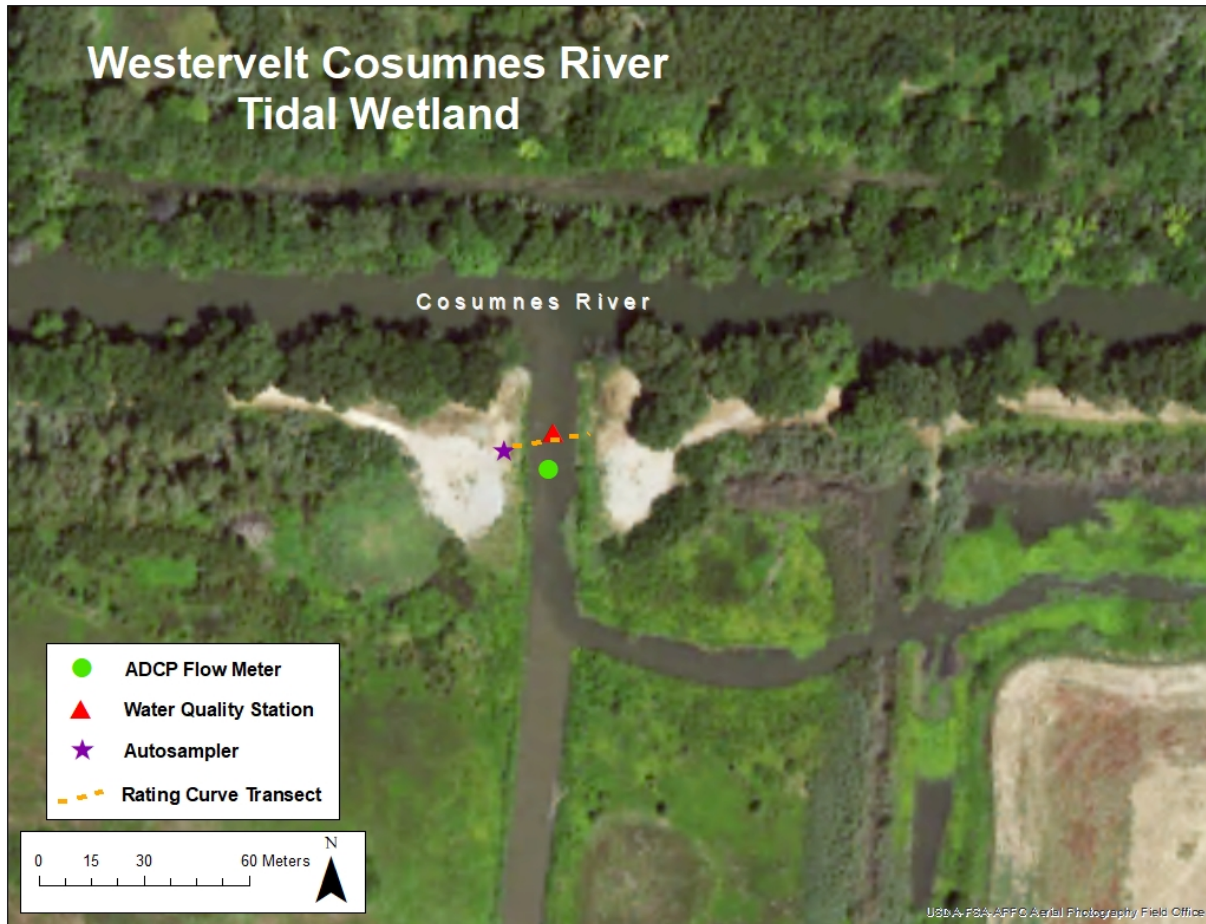 Westervelt Cosumnes River
Tidal Wetland
Cosumnes River
ADCP Flow Meter
Water Quality Station
Autosampler
Rating Curve Transect
N
0 15 30 60 Meters
USDA-FSA-APFO Aerial Photography Field Office